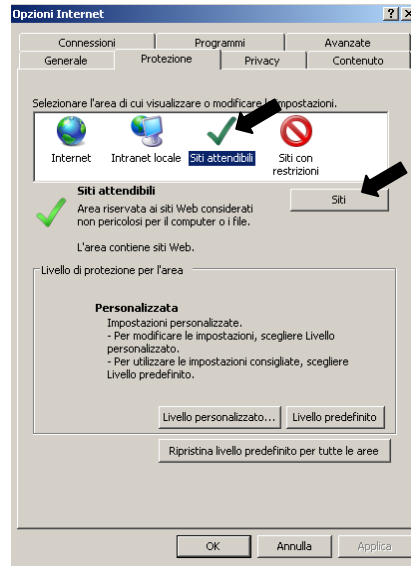 Opzioni Internet
Connessioni Programmi Avanzate
Generale Protezione Privacy Contenuto
Selezionare l'area di cui visualizzare o modificare le impostazioni.
Internet Intranet locale Siti attendibili Siti con
restrizioni
Siti attendibili
Siti
Area riservata ai siti Web considerati
non pericolosi per il computer o i file.
L'area contiene siti Web.
Livello di protezione per l'area
Personalizzata
Impostazioni personalizzate.
- Per modificare le impostazioni, scegliere Livello
personalizzato.
- Per utilizzare le impostazioni consigliate, scegliere
Livello predefinito.
Livello personalizzato... Livello predefinito
Ripristina livello predefinito per tutte le aree
OK Annulla Applica